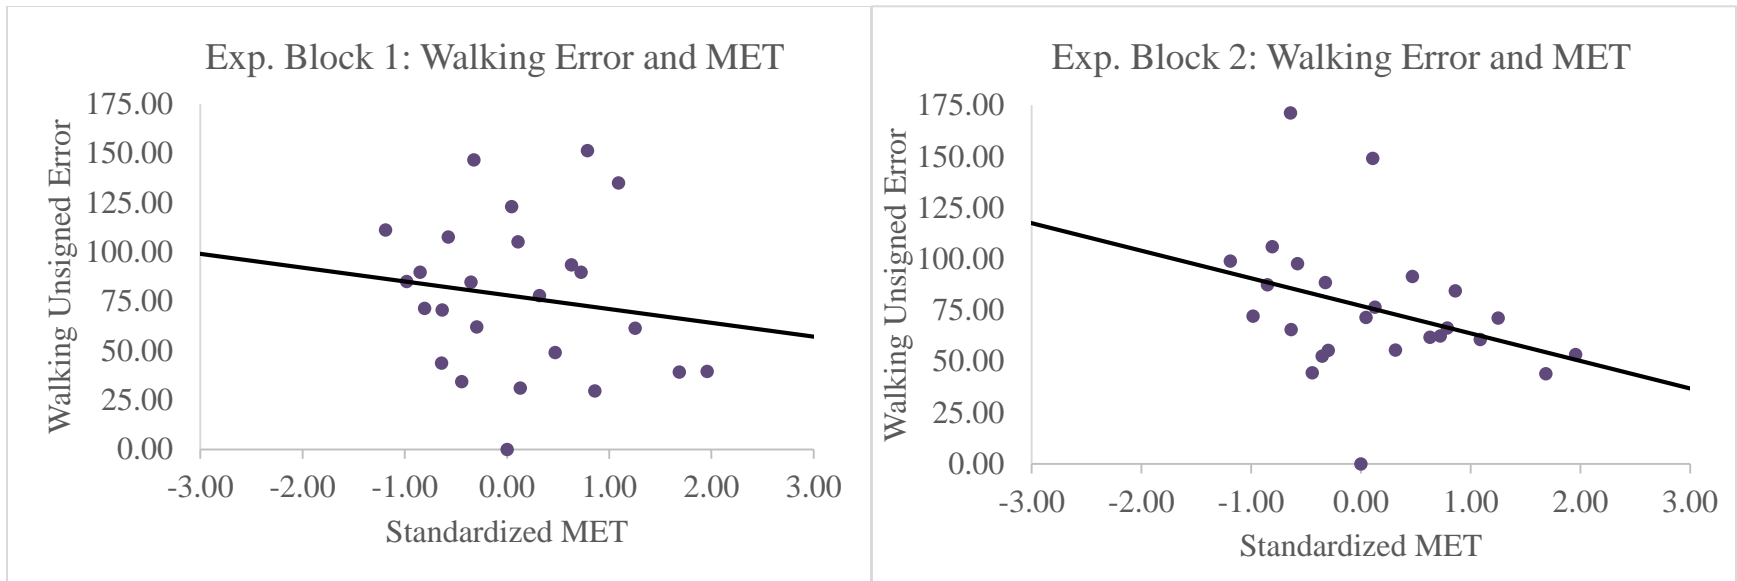 Exp. Block 1: Walking Error and MET
Walking Unsigned Error
175.00
150.00
125.00
100.00
75.00
50.00
25.00
0.00
-3.00 -2.00 -1.00 0.00 1.00 2.00 3.00
Standardized MET
Exp. Block 2: Walking Error and MET
Walking Unsigned Error
175.00
150.00
125.00
100.00
75.00
50.00
25.00
0.00
-3.00 -2.00 -1.00 0.00 1.00 2.00 3.00
Standardized MET